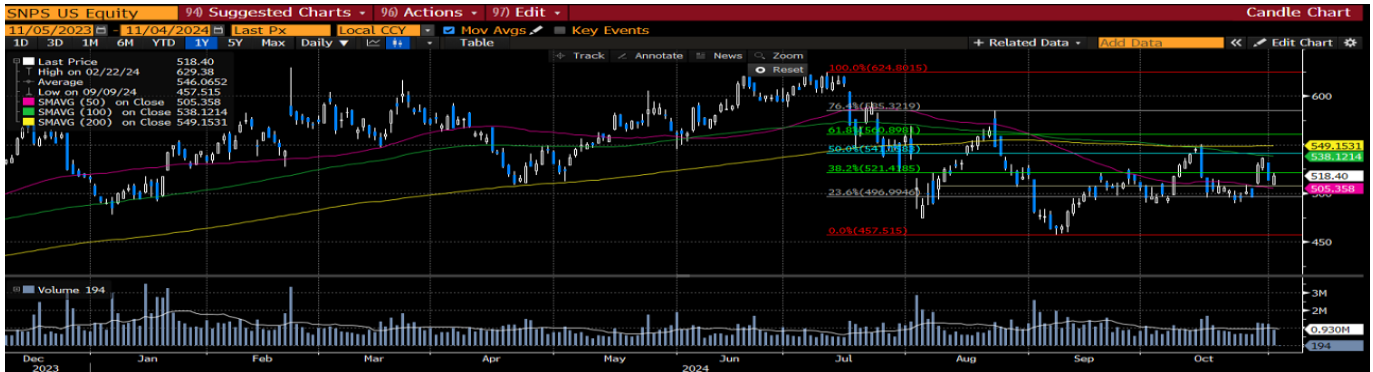 SNPS US Equity 94) Suggested Charts 96) Actions 97) Edit Candle Chart
11/05/2023 - 11/04/2024 Last Px Local CCY Mov Avgs Key Events
1D 3D 1M 6M YTD 1Y 5Y Max Daily ▼ Table + Related Data Add Data « Edit Chart
Track Annotate News Zoom
Reset
Last Price 518.40
High on 02/22/24 629.38
Average 546.0652
Low on 09/09/24 457.515
SMAVG (50) on Close 505.358
SMAVG (100) on Close 538.1214
SMAVG (200) on Close 549.1531
100.0%(624.8015)
76.4%(585.3219)
61.8%(560.8981)
50.0%(541.1583)
38.2%(521.4185)
23.6%(496.9946)
0.0%(457.515)
600
549.1531
538.1214
518.40
505.358
500
450
Volume 194
3M
2M
0.930M
194
Dec Jan Feb Mar Apr May Jun Jul Aug Sep Oct
2023 2024